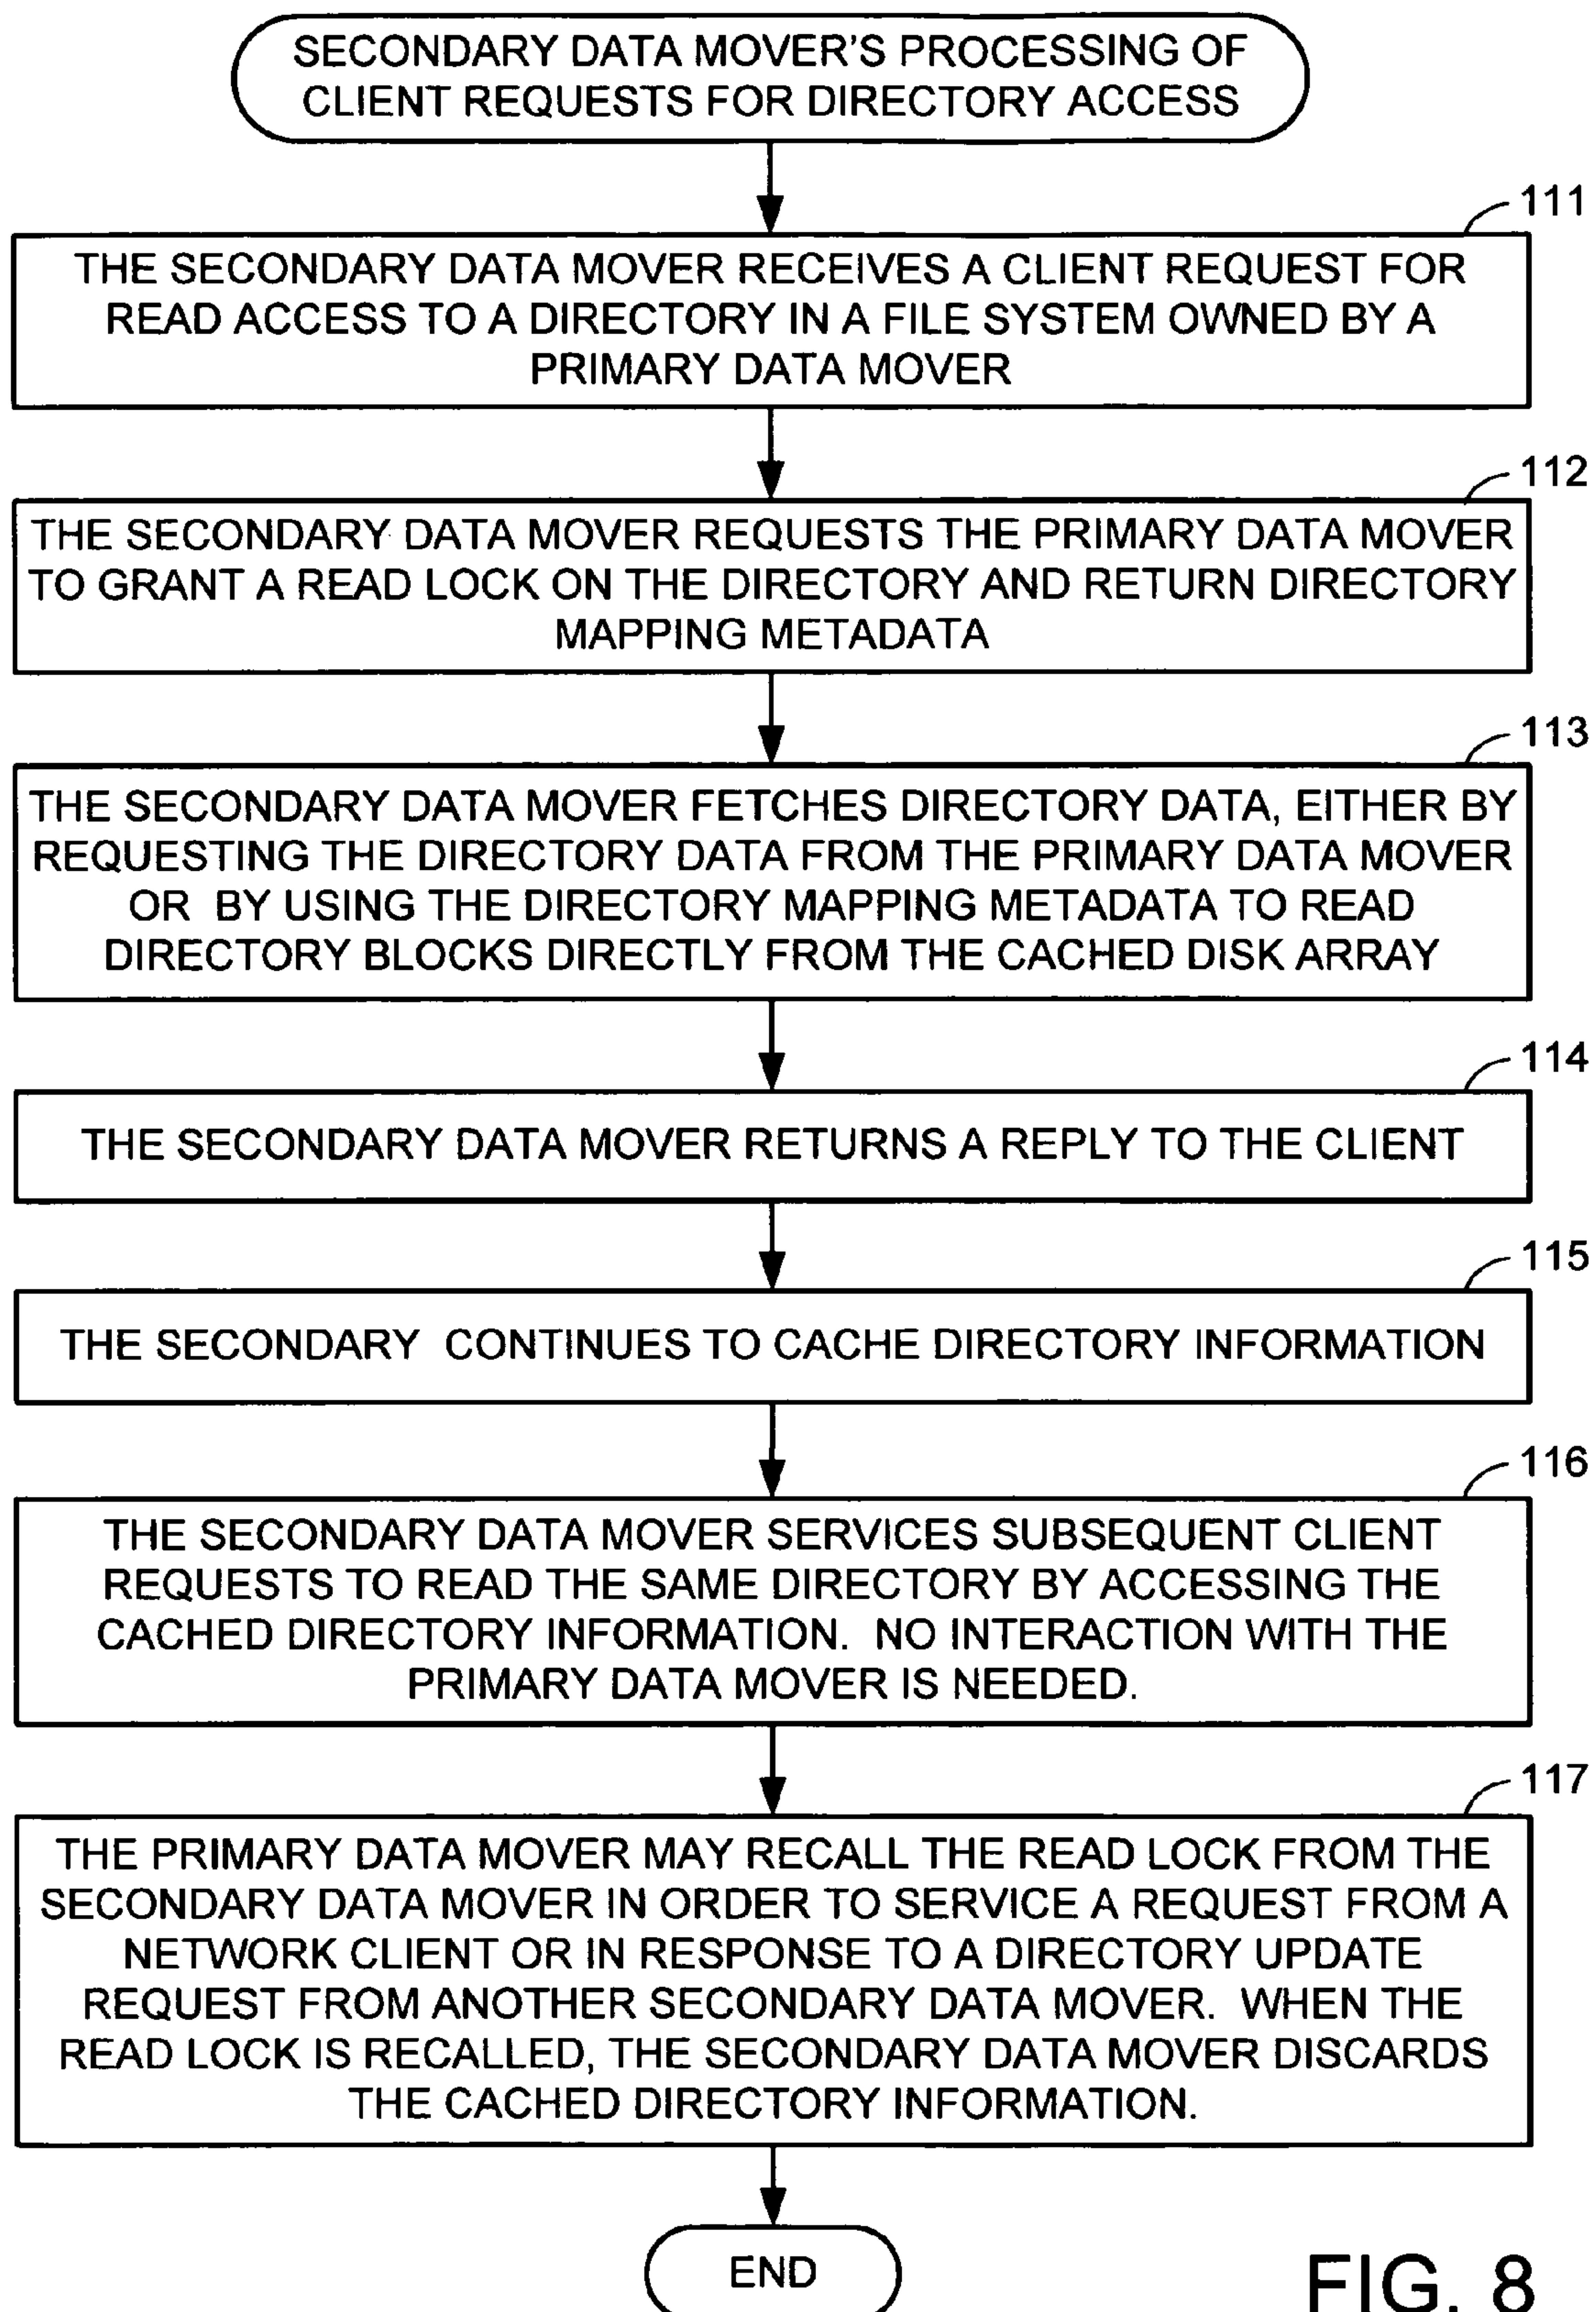 SECONDARY DATA MOVER'S PROCESSING OF
CLIENT REQUESTS FOR DIRECTORY ACCESS
111
THE SECONDARY DATA MOVER RECEIVES A CLIENT REQUEST FOR
READ ACCESS TO A DIRECTORY IN A FILE SYSTEM OWNED BY A
PRIMARY DATA MOVER
112
THE SECONDARY DATA MOVER REQUESTS THE PRIMARY DATA MOVER
TO GRANT A READ LOCK ON THE DIRECTORY AND RETURN DIRECTORY
MAPPING METADATA
113
THE SECONDARY DATA MOVER FETCHES DIRECTORY DATA, EITHER BY
REQUESTING THE DIRECTORY DATA FROM THE PRIMARY DATA MOVER
OR BY USING THE DIRECTORY MAPPING METADATA TO READ
DIRECTORY BLOCKS DIRECTLY FROM THE CACHED DISK ARRAY
114
THE SECONDARY DATA MOVER RETURNS A REPLY TO THE CLIENT
115
THE SECONDARY CONTINUES TO CACHE DIRECTORY INFORMATION
116
THE SECONDARY DATA MOVER SERVICES SUBSEQUENT CLIENT
REQUESTS TO READ THE SAME DIRECTORY BY ACCESSING THE
CACHED DIRECTORY INFORMATION. NO INTERACTION WITH THE
PRIMARY DATA MOVER IS NEEDED.
117
THE PRIMARY DATA MOVER MAY RECALL THE READ LOCK FROM THE
SECONDARY DATA MOVER IN ORDER TO SERVICE A REQUEST FROM A
NETWORK CLIENT OR IN RESPONSE TO A DIRECTORY UPDATE
REQUEST FROM ANOTHER SECONDARY DATA MOVER. WHEN THE
READ LOCK IS RECALLED, THE SECONDARY DATA MOVER DISCARDS
THE CACHED DIRECTORY INFORMATION.
END
FIG. 8